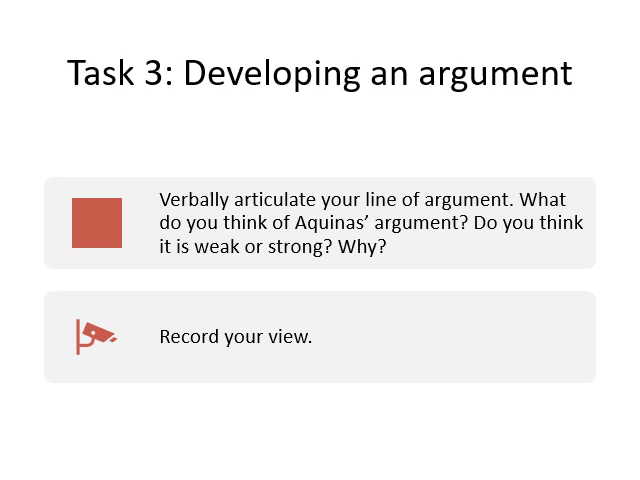 Task 3: Developing an argument
Verbally articulate your line of argument. What
do you think of Aquinas’ argument? Do you think
it is weak or strong? Why?
Record your view.